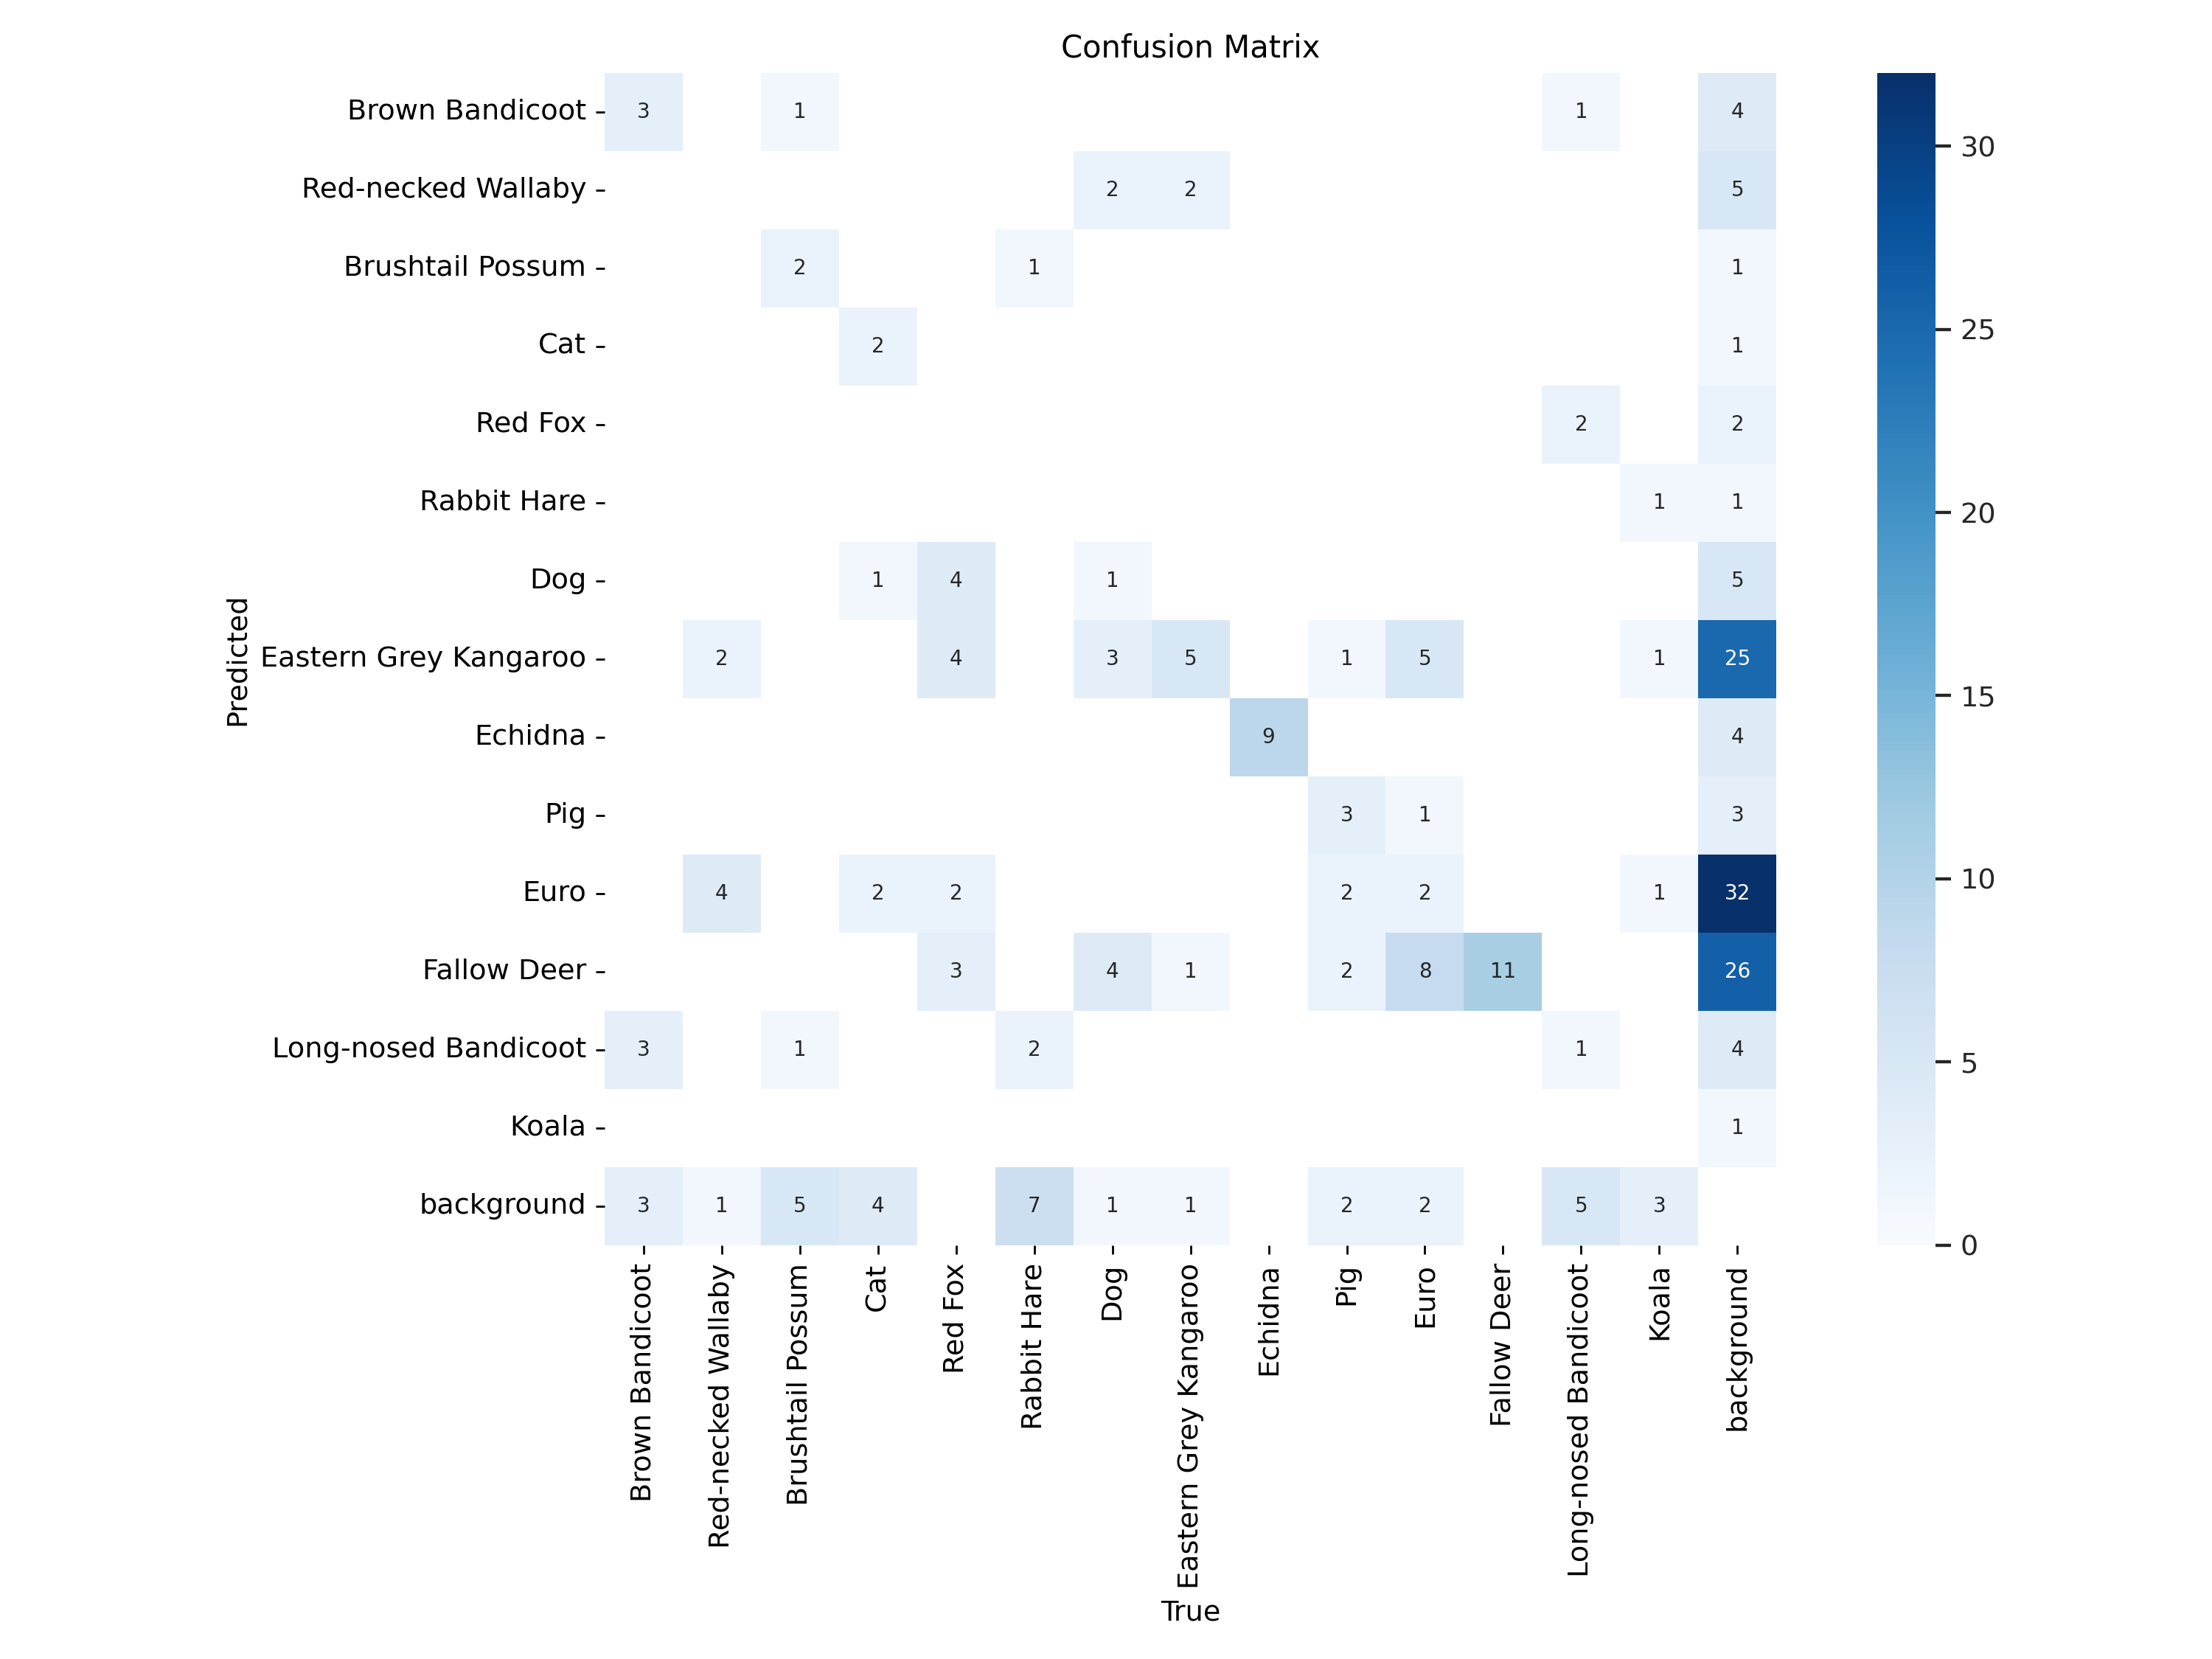 Confusion Matrix
Brown Bandicoot 3 1 1 4
Red-necked Wallaby 2 2 5
Brushtail Possum 2 1 1
Cat 2 1
Red Fox 2 2
Rabbit Hare 1 1
Dog 1 4 1 5
Eastern Grey Kangaroo 2 4 3 5 1 5 1 25
Echidna 9 4
Pig 3 1 3
Euro 4 2 2 2 2 1 32
Fallow Deer 3 4 1 2 8 11 26
Long-nosed Bandicoot 3 1 2 1 4
Koala 1
background 3 1 5 4 7 1 1 2 2 5 3
Predicted
Brown Bandicoot
Red-necked Wallaby
Brushtail Possum
Cat
Red Fox
Rabbit Hare
Dog
Eastern Grey Kangaroo
Echidna
Pig
Euro
Fallow Deer
Long-nosed Bandicoot
Koala
background
True
30
25
20
15
10
5
0